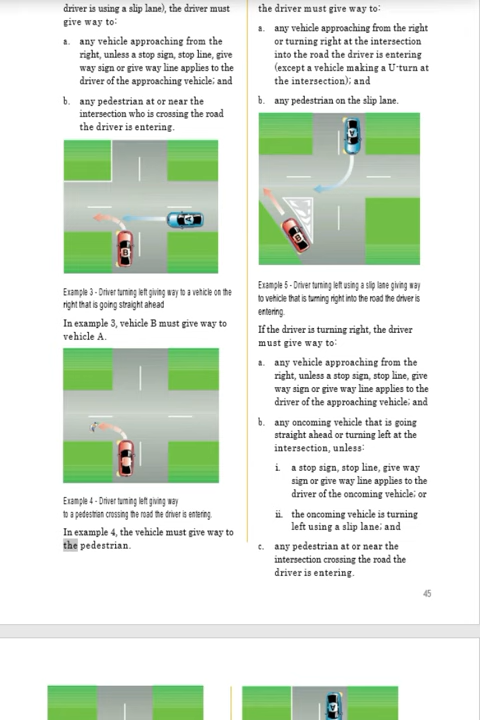 driver is using a slip lane), the driver must
give way to:
a. any vehicle approaching from the
right, unless a stop sign, stop line, give
way sign or give way line applies to the
driver of the approaching vehicle; and
b. any pedestrian at or near the
intersection who is crossing the road
the driver is entering.
A
B
Example 3 - Driver turning left giving way to a vehicle on the
right that is going straight ahead
In example 3, vehicle B must give way to
vehicle A.
Example 4 - Driver turning left giving way
to a pedestrian crossing the road the driver is entering.
In example 4, the vehicle must give way to
the pedestrian.
the driver must give way to:
a. any vehicle approaching from the right
or turning right at the intersection
into the road the driver is entering
(except a vehicle making a U-turn at
the intersection); and
b. any pedestrian on the slip lane.
A
B
Example 5 - Driver turning left using a slip lane giving way
to vehicle that is turning right into the road the driver is
entering.
If the driver is turning right, the driver
must give way to:
a. any vehicle approaching from the
right, unless a stop sign, stop line, give
way sign or give way line applies to the
driver of the approaching vehicle; and
b. any oncoming vehicle that is going
straight ahead or turning left at the
intersection, unless:
i. a stop sign, stop line, give way
sign or give way line applies to the
driver of the oncoming vehicle; or
ii. the oncoming vehicle is turning
left using a slip lane; and
c. any pedestrian at or near the
intersection crossing the road the
driver is entering.
45